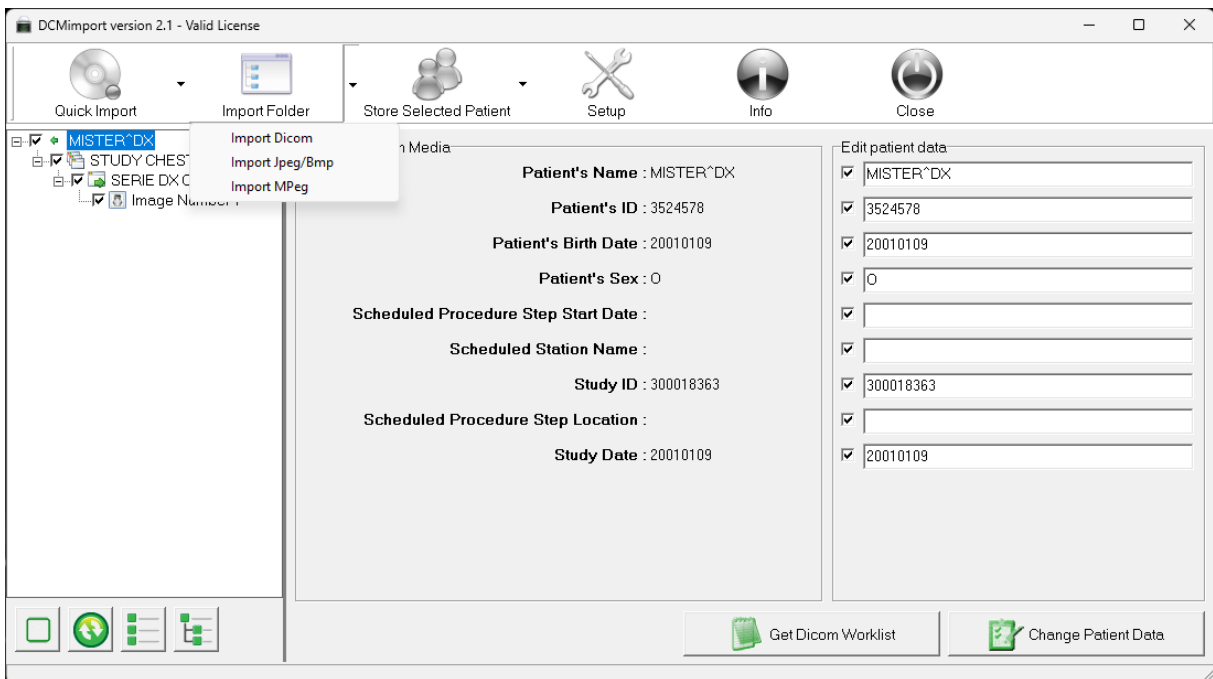 DCMimport version 2.1 - Valid License
Quick Import
Import Folder
Store Selected Patient
Setup
Info
Close
Import Dicom
Import Jpeg/Bmp
Import MPeg
MISTER^DX
STUDY CHEST
SERIE DX
Image
Media
Patient's Name : MISTER^DX
Patient's ID : 3524578
Patient's Birth Date : 20010109
Patient's Sex : O
Scheduled Procedure Step Start Date :
Scheduled Station Name :
Study ID : 300018363
Scheduled Procedure Step Location :
Study Date : 20010109
Edit patient data
MISTER^DX
3524578
20010109
O
300018363
20010109
Get Dicom Worklist
Change Patient Data